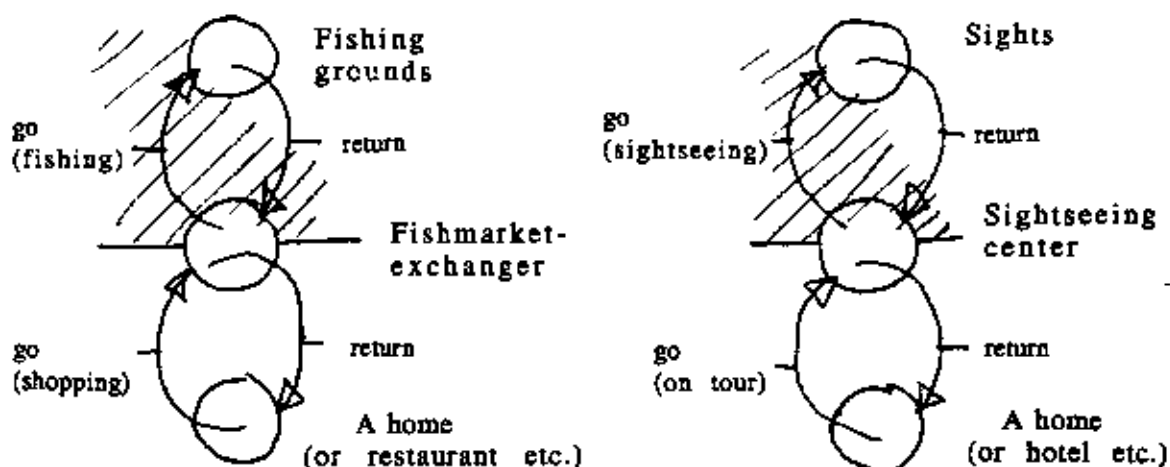 Fishing
grounds
go
(fishing)
return
Fishmarket-
exchanger
go
(shopping)
return
A home
(or restaurant etc.)
Sights
go
(sightseeing)
return
Sightseeing
center
go
(on tour)
return
A home
(or hotel etc.)